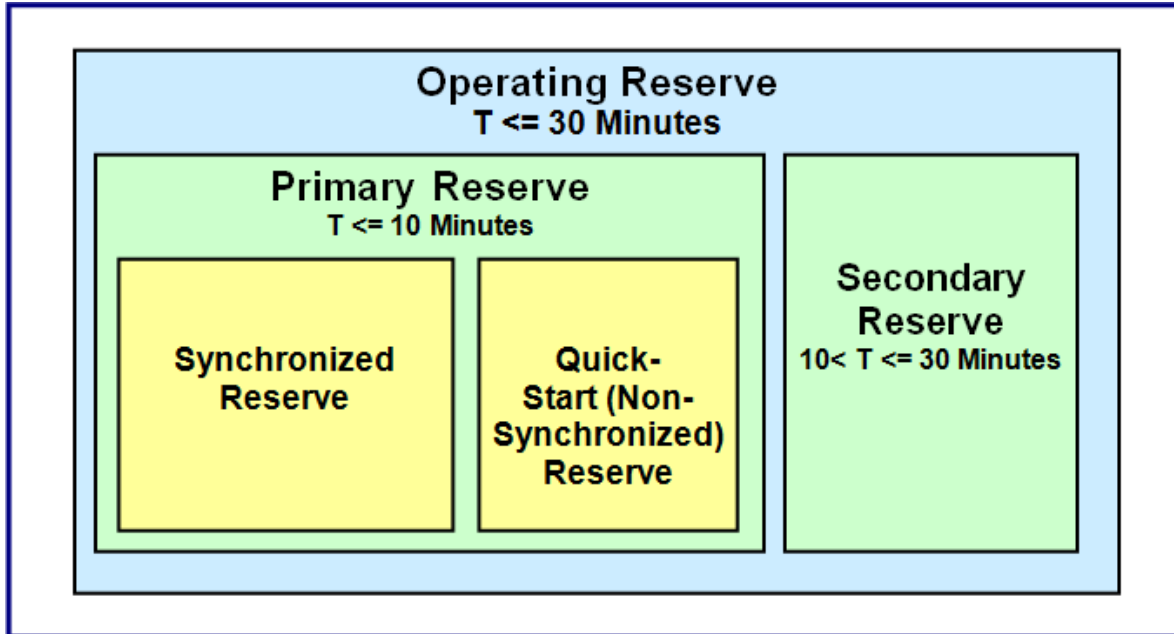 Operating Reserve
T <= 30 Minutes
Primary Reserve
T <= 10 Minutes
Synchronized
Reserve
Quick-
Start (Non-
Synchronized)
Reserve
Secondary
Reserve
10< T <= 30 Minutes